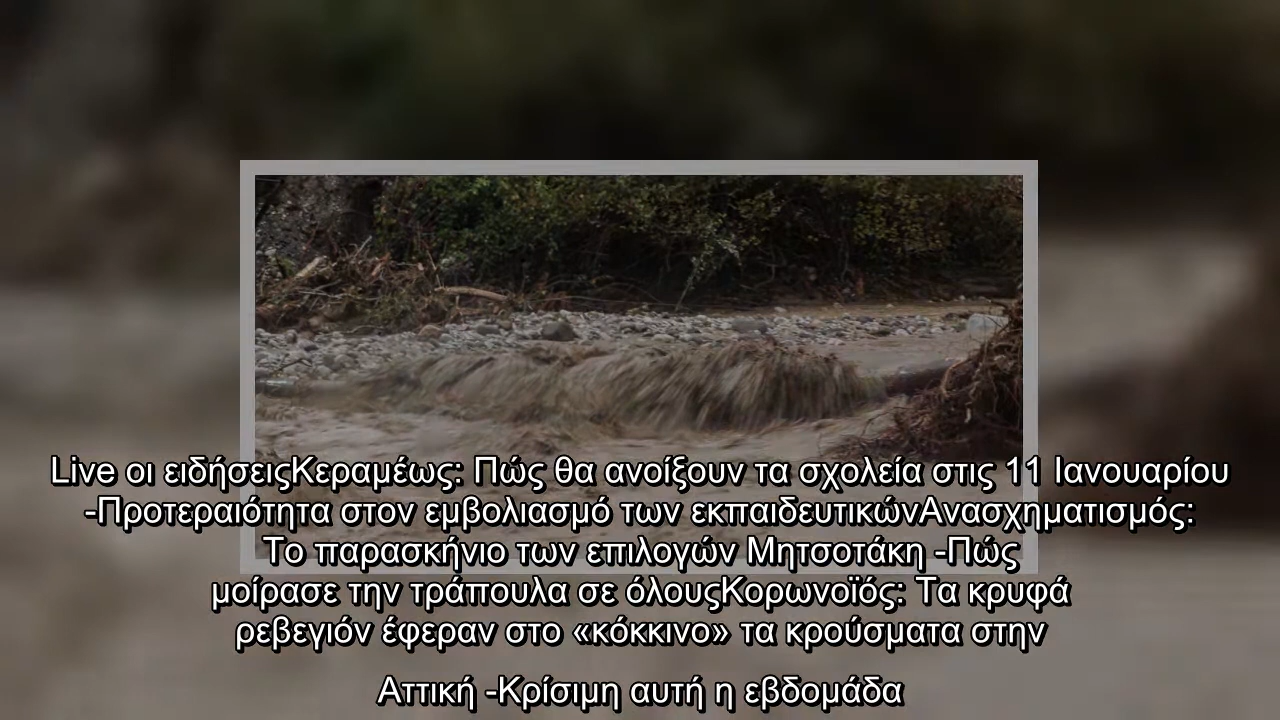 Live οι ειδήσειςΚεραμέως: Πώς θα ανοίξουν τα σχολεία στις 11 Ιανουαρίου
-Προτεραιότητα στον εμβολιασμό των εκπαιδευτικώνΑνασχηματισμός:
Το παρασκήνιο των επιλογών Μητσοτάκη -Πώς
μοίρασε την τράπουλα σε όλουςΚορωνοϊός: Τα κρυφά
ρεβεγιόν έφεραν στο «κόκκινο» τα κρούσματα στην
Αττική -Κρίσιμη αυτή η εβδομάδα